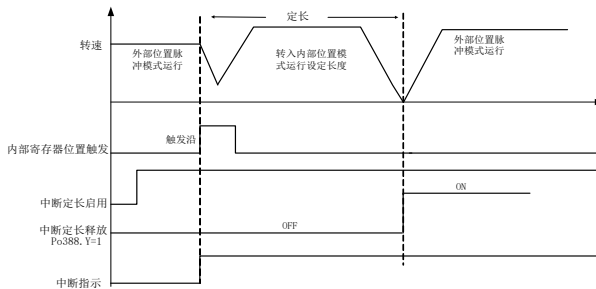 定长
转速
外部位置脉
冲模式运行
转入内部位置模
式运行设定长度
外部位置脉
冲模式运行
内部寄存器位置触发
触发沿
中断定长启用
ON
中断定长释放
Po388.Y=1
OFF
中断指示